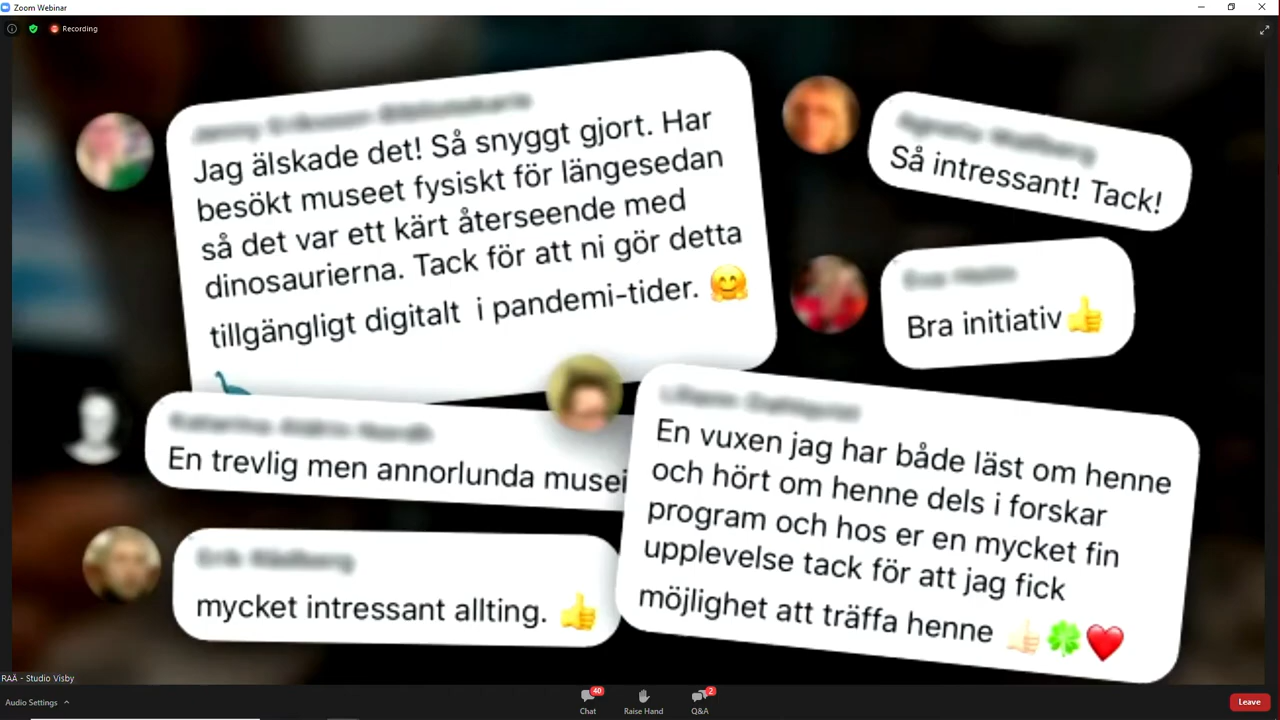 Zoom Webinar
Recording
Jag älskade det! Så snyggt gjort. Har
besökt museet fysiskt för längesedan
så det var ett kärt återseende med
dinosaurierna. Tack för att ni gör detta
tillgängligt digitalt i pandemi-tider. 🤗
🦕
Så intressant! Tack!
Bra initiativ👍
En trevlig men annorlunda musei
En vuxen jag har både läst om henne
och hört om henne dels i forskar
program och hos er en mycket fin
upplevelse tack för att jag fick
möjlighet att träffa henne 👍🏻🍀❤️
mycket intressant allting. 👍
RAÄ - Studio Visby
Audio Settings
40
Chat
Raise Hand
2
Q&A
Leave